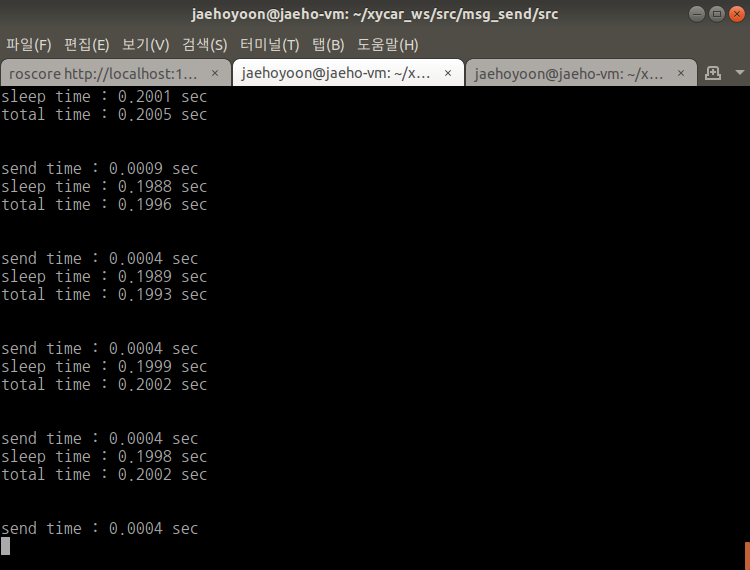 jaehoyoon@jaeho-vm: ~/xycar_ws/src/msg_send/src
파일(F) 편집(E) 보기(V) 검색(S) 터미널(T) 탭(B) 도움말(H)
roscore http://localhost:1... × jaehoyoon@jaeho-vm: ~/x... × jaehoyoon@jaeho-vm: ~/x... ×
sleep time : 0.2001 sec
total time : 0.2005 sec
send time : 0.0009 sec
sleep time : 0.1988 sec
total time : 0.1996 sec
send time : 0.0004 sec
sleep time : 0.1989 sec
total time : 0.1993 sec
send time : 0.0004 sec
sleep time : 0.1999 sec
total time : 0.2002 sec
send time : 0.0004 sec
sleep time : 0.1998 sec
total time : 0.2002 sec
send time : 0.0004 sec